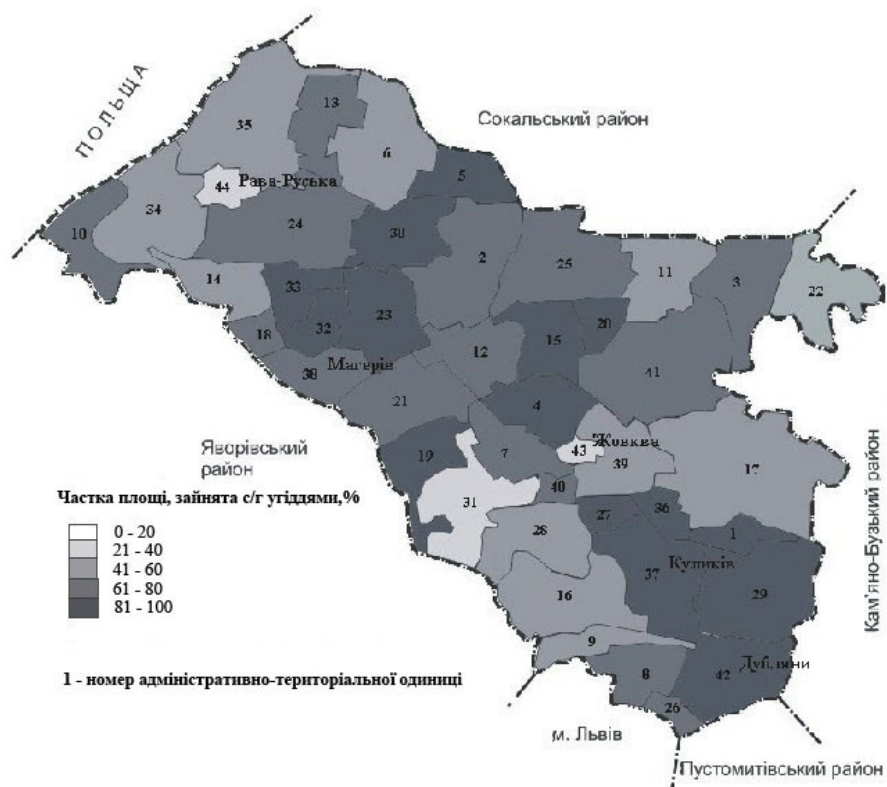 ПОЛЬЩА
Сокальський район
13
35
6
5
44
Рава-Руська
34
24
30
10
2
25
11
3
22
14
33
23
20
32
15
18
12
41
Магерів
38
21
4
Жовква
43
39
7
19
17
Яворівський
район
Кам'яно-Бузький район
40
31
27
36
28
1
Частка площі, зайнята с/г угіддями,%
0 - 20
21 - 40
41 - 60
61 - 80
81 - 100
Куликів
37
29
16
9
Дубляни
8
42
26
1 - номер адміністративно-територіальної одиниці
м. Львів
Пустомитівський район